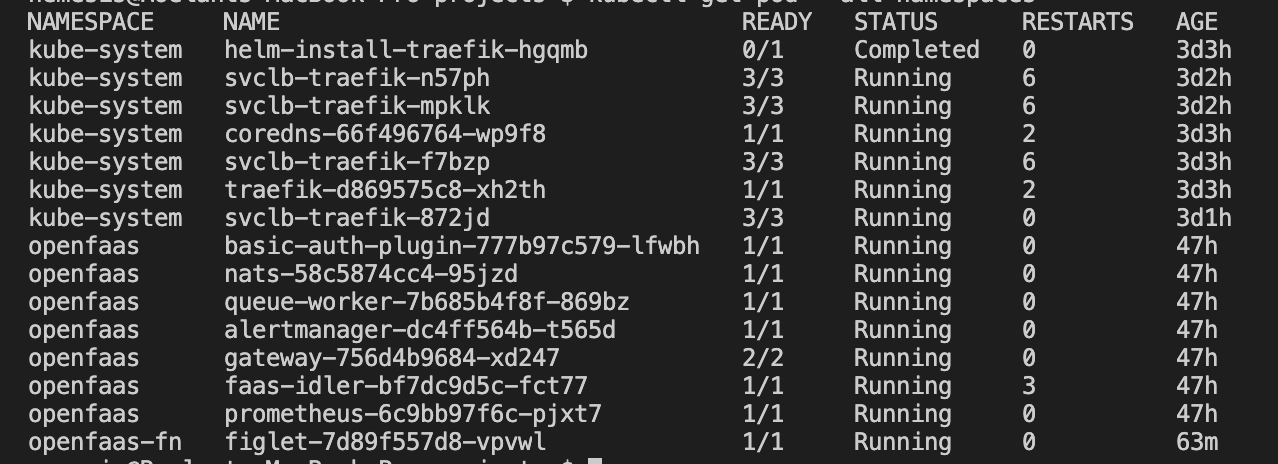 NAMESPACE NAME READY STATUS RESTARTS AGE
kube-system helm-install-traefik-hgqmb 0/1 Completed 0 3d3h
kube-system svclb-traefik-n57ph 3/3 Running 6 3d2h
kube-system svclb-traefik-mpklk 3/3 Running 6 3d2h
kube-system coredns-66f496764-wp9f8 1/1 Running 2 3d3h
kube-system svclb-traefik-f7bzp 3/3 Running 6 3d3h
kube-system traefik-d869575c8-xh2th 1/1 Running 2 3d3h
kube-system svclb-traefik-872jd 3/3 Running 0 3d1h
openfaas basic-auth-plugin-777b97c579-lfwbh 1/1 Running 0 47h
openfaas nats-58c5874cc4-95jzd 1/1 Running 0 47h
openfaas queue-worker-7b685b4f8f-869bz 1/1 Running 0 47h
openfaas alertmanager-dc4ff564b-t565d 1/1 Running 0 47h
openfaas gateway-756d4b9684-xd247 2/2 Running 0 47h
openfaas faas-idler-bf7dc9d5c-fct77 1/1 Running 3 47h
openfaas prometheus-6c9bb97f6c-pjxt7 1/1 Running 0 47h
openfaas-fn figlet-7d89f557d8-vpvwl 1/1 Running 0 63m